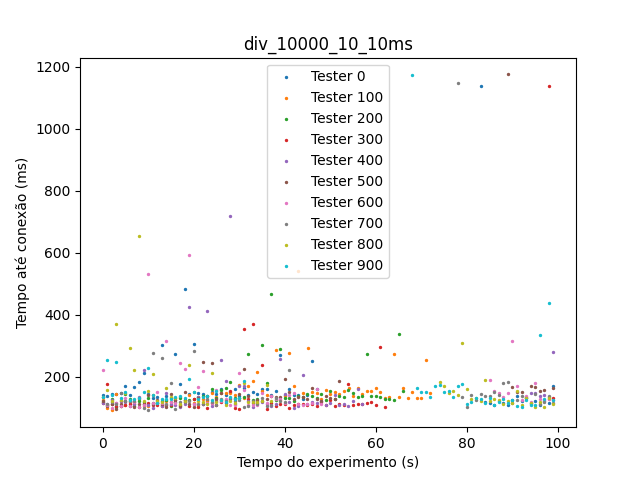 div_10000_10_10ms
1200
1000
800
600
400
200
Tempo até conexão (ms)
Tester 0
Tester 100
Tester 200
Tester 300
Tester 400
Tester 500
Tester 600
Tester 700
Tester 800
Tester 900
0 20 40 60 80 100
Tempo do experimento (s)